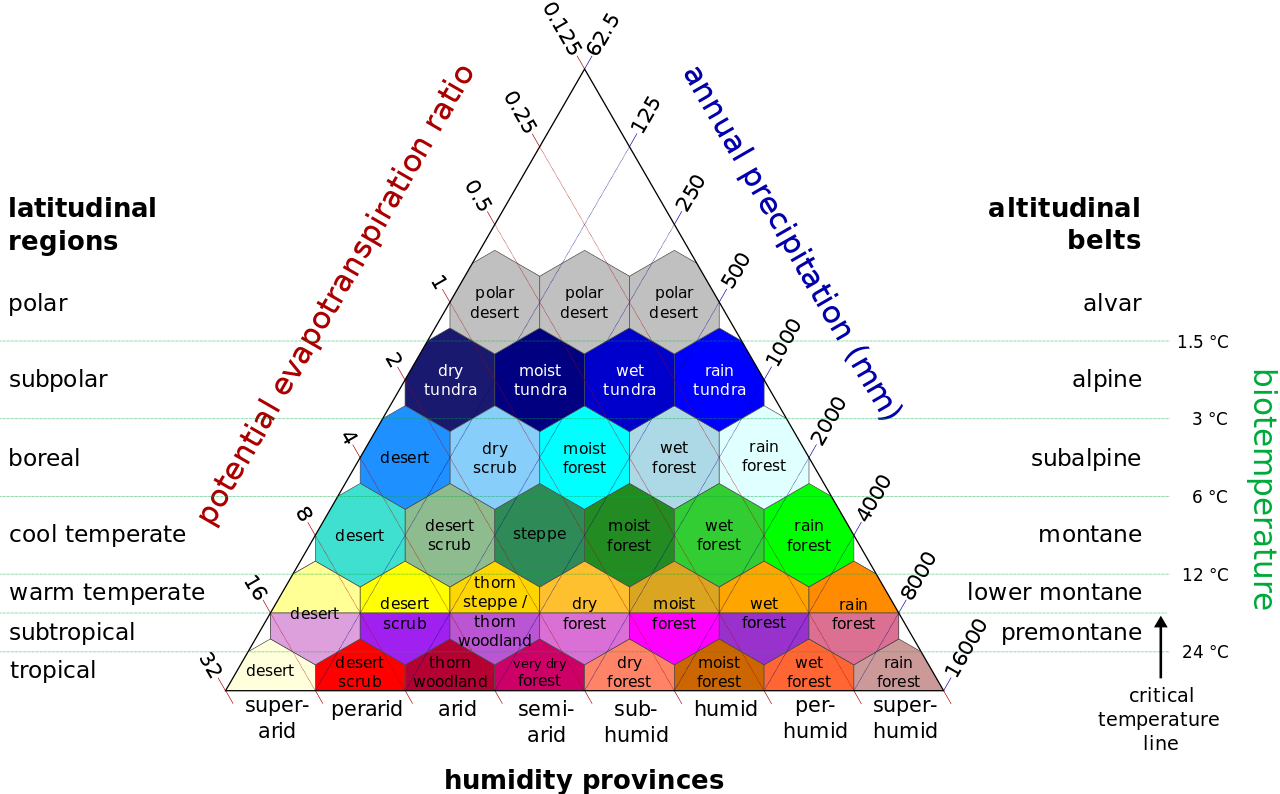 0.125
62.5
0.25
125
0.5
250
1
500
2
1000
4
2000
8
4000
16
8000
32
16000
potential evapotranspiration ratio
annual precipitation (mm)
latitudinal
regions
altitudinal
belts
polar
polar
desert
polar
desert
polar
desert
alvar
1.5 °C
subpolar
dry
tundra
moist
tundra
wet
tundra
rain
tundra
alpine
3 °C
boreal
desert
dry
scrub
moist
forest
wet
forest
rain
forest
subalpine
6 °C
cool temperate
desert
desert
scrub
steppe
moist
forest
wet
forest
rain
forest
montane
12 °C
biotemperature
warm temperate
subtropical
desert
desert
scrub
thorn
steppe /
thorn
woodland
dry
forest
moist
forest
wet
forest
rain
forest
lower montane
premontane
24 °C
tropical
desert
desert
scrub
thorn
woodland
very dry
forest
dry
forest
moist
forest
wet
forest
rain
forest
critical
temperature
line
super-
arid
perarid
arid
semi-
arid
sub-
humid
humid
per-
humid
super-
humid
humidity provinces